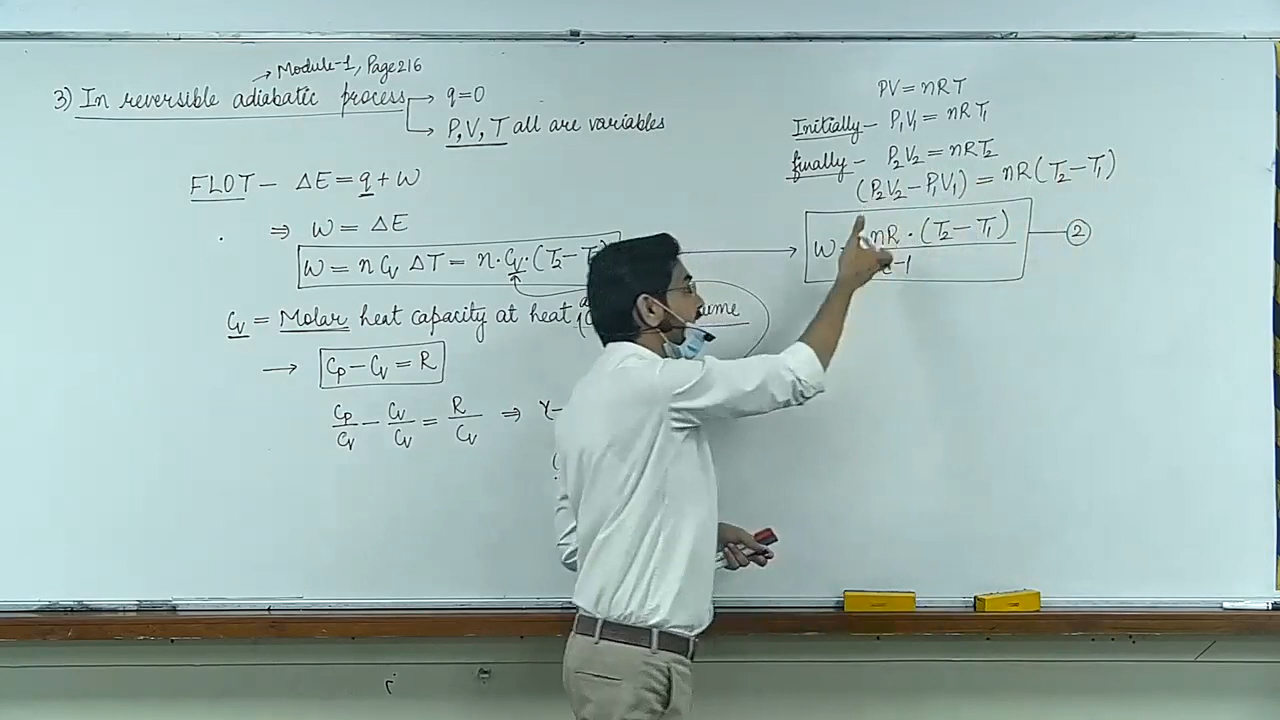 → Module-1, Page 216
3) In reversible adiabatic process → q=0
→ P, V, T all are variables
FLOT – ΔE = q + w
⇒ w = ΔE
w = n Cv ΔT = n. Cv. (T2 – T
Cv = Molar heat capacity at heat
→ Cp – Cv = R
Cp/Cv – Cv/Cv = R/Cv ⇒ γ–
PV = nRT
Initially – P1V1 = nRT1
finally – P2V2 = nRT2
(P2V2 – P1V1) = nR(T2–T1)
w nR . (T2–T1) ②
–1